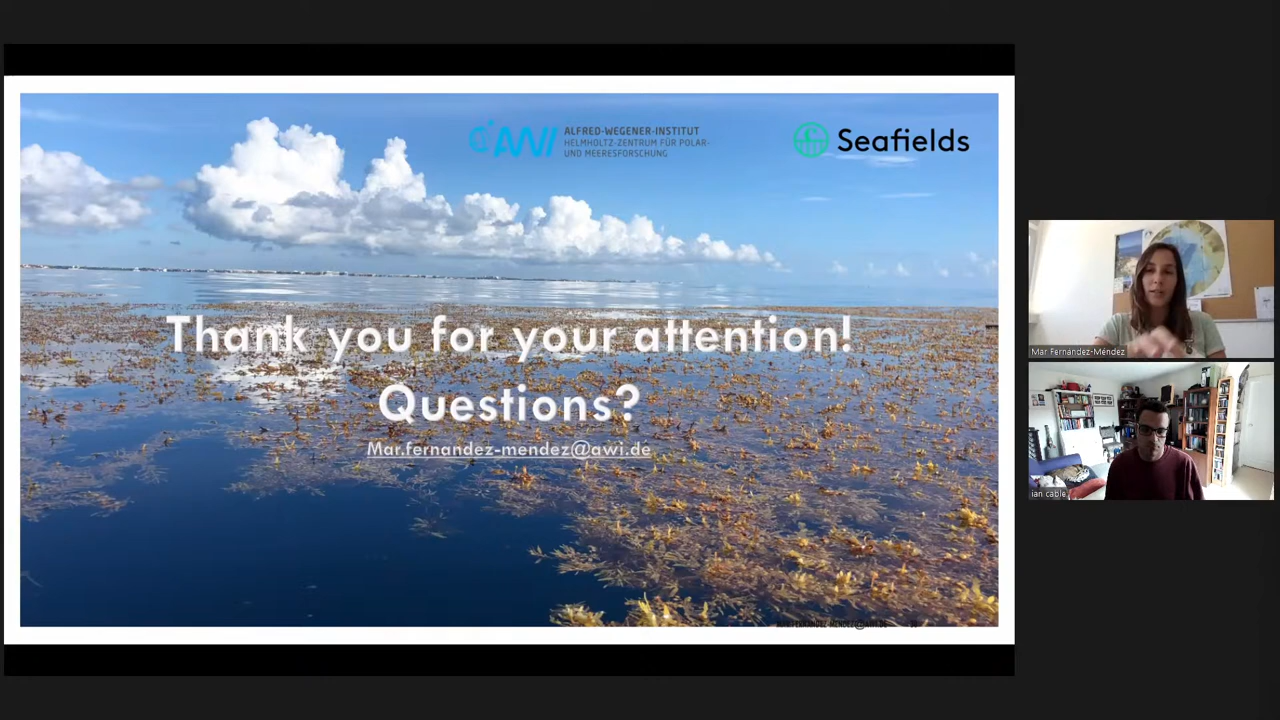 AWI
ALFRED-WEGENER-INSTITUT
HELMHOLTZ-ZENTRUM FÜR POLAR-
UND MEERESFORSCHUNG
Seafields
Thank you for your attention!
Questions?
Mar.fernandez-mendez@awi.de
Mar Fernandez-Méndez
ian cable